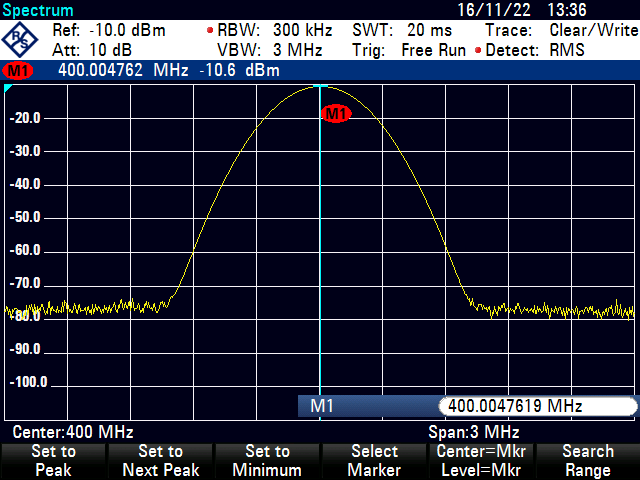 Spectrum 16/11/22 13:36
R&S Ref: -10.0 dBm RBW: 300 kHz SWT: 20 ms Trace: Clear/Write
Att: 10 dB VBW: 3 MHz Trig: Free Run Detect: RMS
M1 400.004762 MHz -10.6 dBm
M1
-20.0
-30.0
-40.0
-50.0
-60.0
-70.0
-80.0
-90.0
-100.0
M1 400.0047619 MHz
Center:400 MHz Span:3 MHz
Set to Peak Set to Next Peak Set to Minimum Select Marker Center=Mkr Level=Mkr Search Range